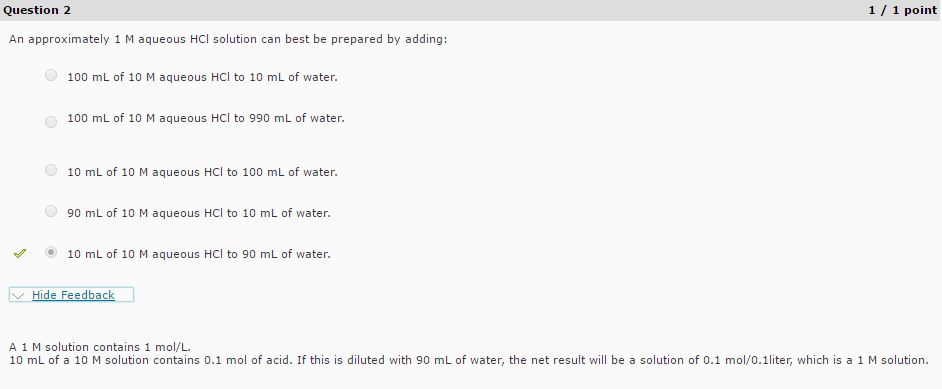 Question 2 1 / 1 point
An approximately 1 M aqueous HCl solution can best be prepared by adding:
100 mL of 10 M aqueous HCl to 10 mL of water.
100 mL of 10 M aqueous HCl to 990 mL of water.
10 mL of 10 M aqueous HCl to 100 mL of water.
90 mL of 10 M aqueous HCl to 10 mL of water.
10 mL of 10 M aqueous HCl to 90 mL of water.
Hide Feedback
A 1 M solution contains 1 mol/L.
10 mL of a 10 M solution contains 0.1 mol of acid. If this is diluted with 90 mL of water, the net result will be a solution of 0.1 mol/0.1liter, which is a 1 M solution.